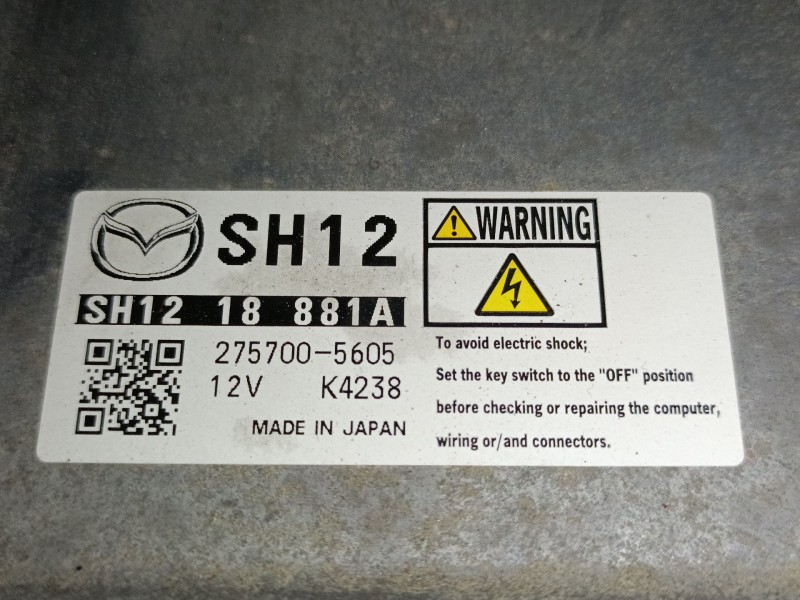 SH12
SH12 18 881A
275700-5605
12V K4238
MADE IN JAPAN
WARNING
To avoid electric shock;
Set the key switch to the "OFF" position
before checking or repairing the computer,
wiring or/and connectors.